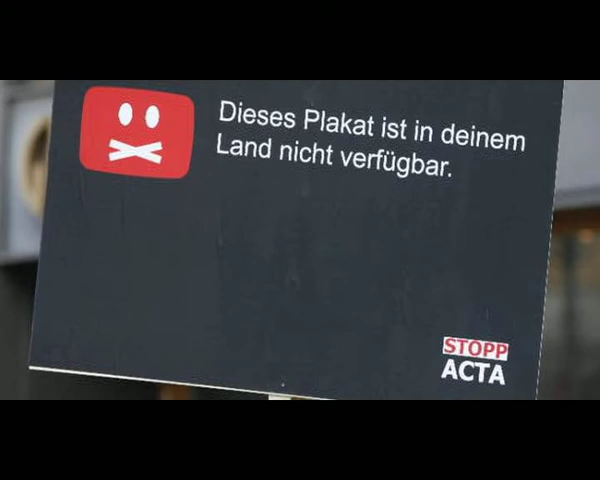 Dieses Plakat ist in deinem
Land nicht verfügbar.
STOPP
ACTA